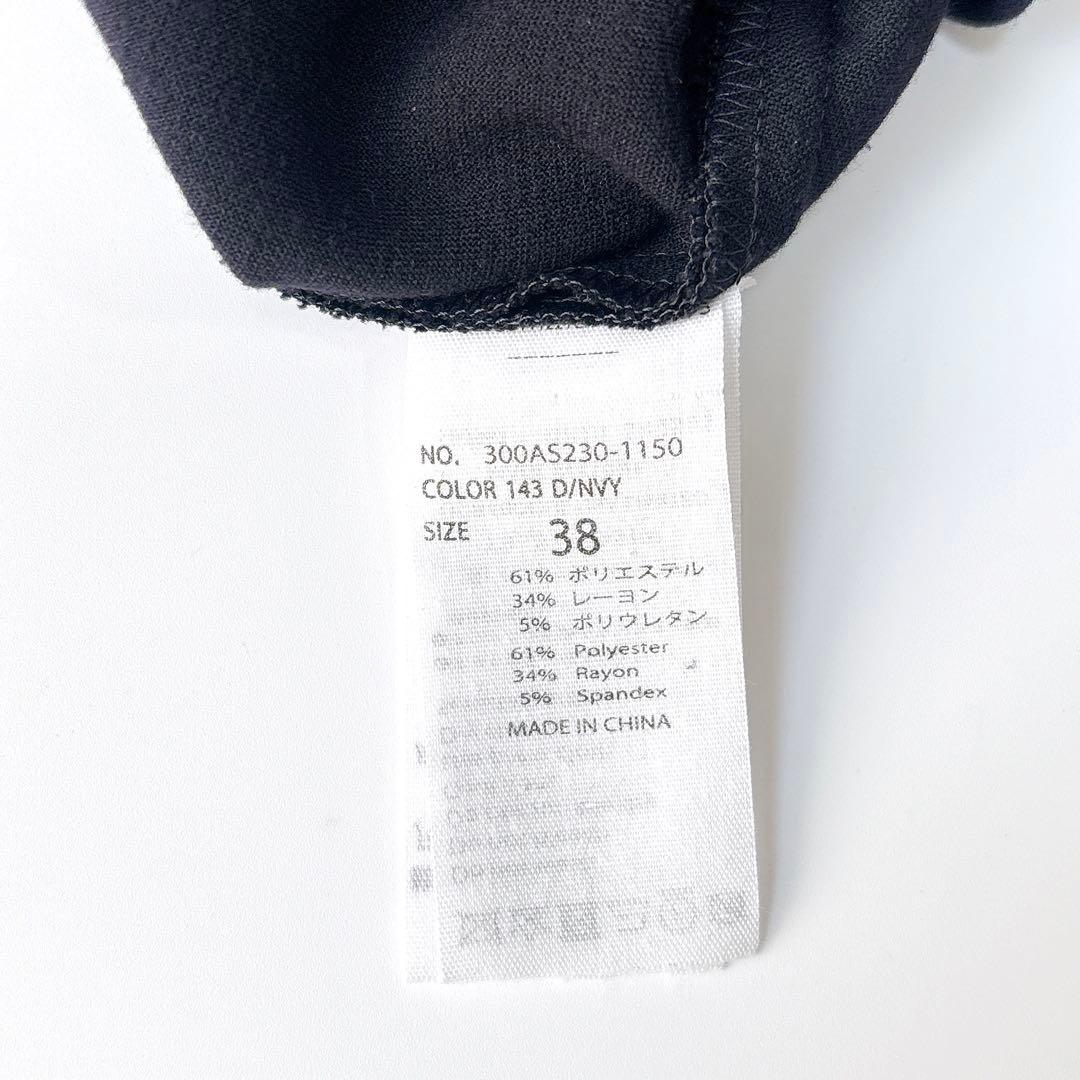 NO. 300AS230-1150
COLOR 143 D/NVY
SIZE 38
61% ポリエステル
34% レーヨン
5% ポリウレタン
61% Polyester
34% Rayon
5% Spandex
MADE IN CHINA